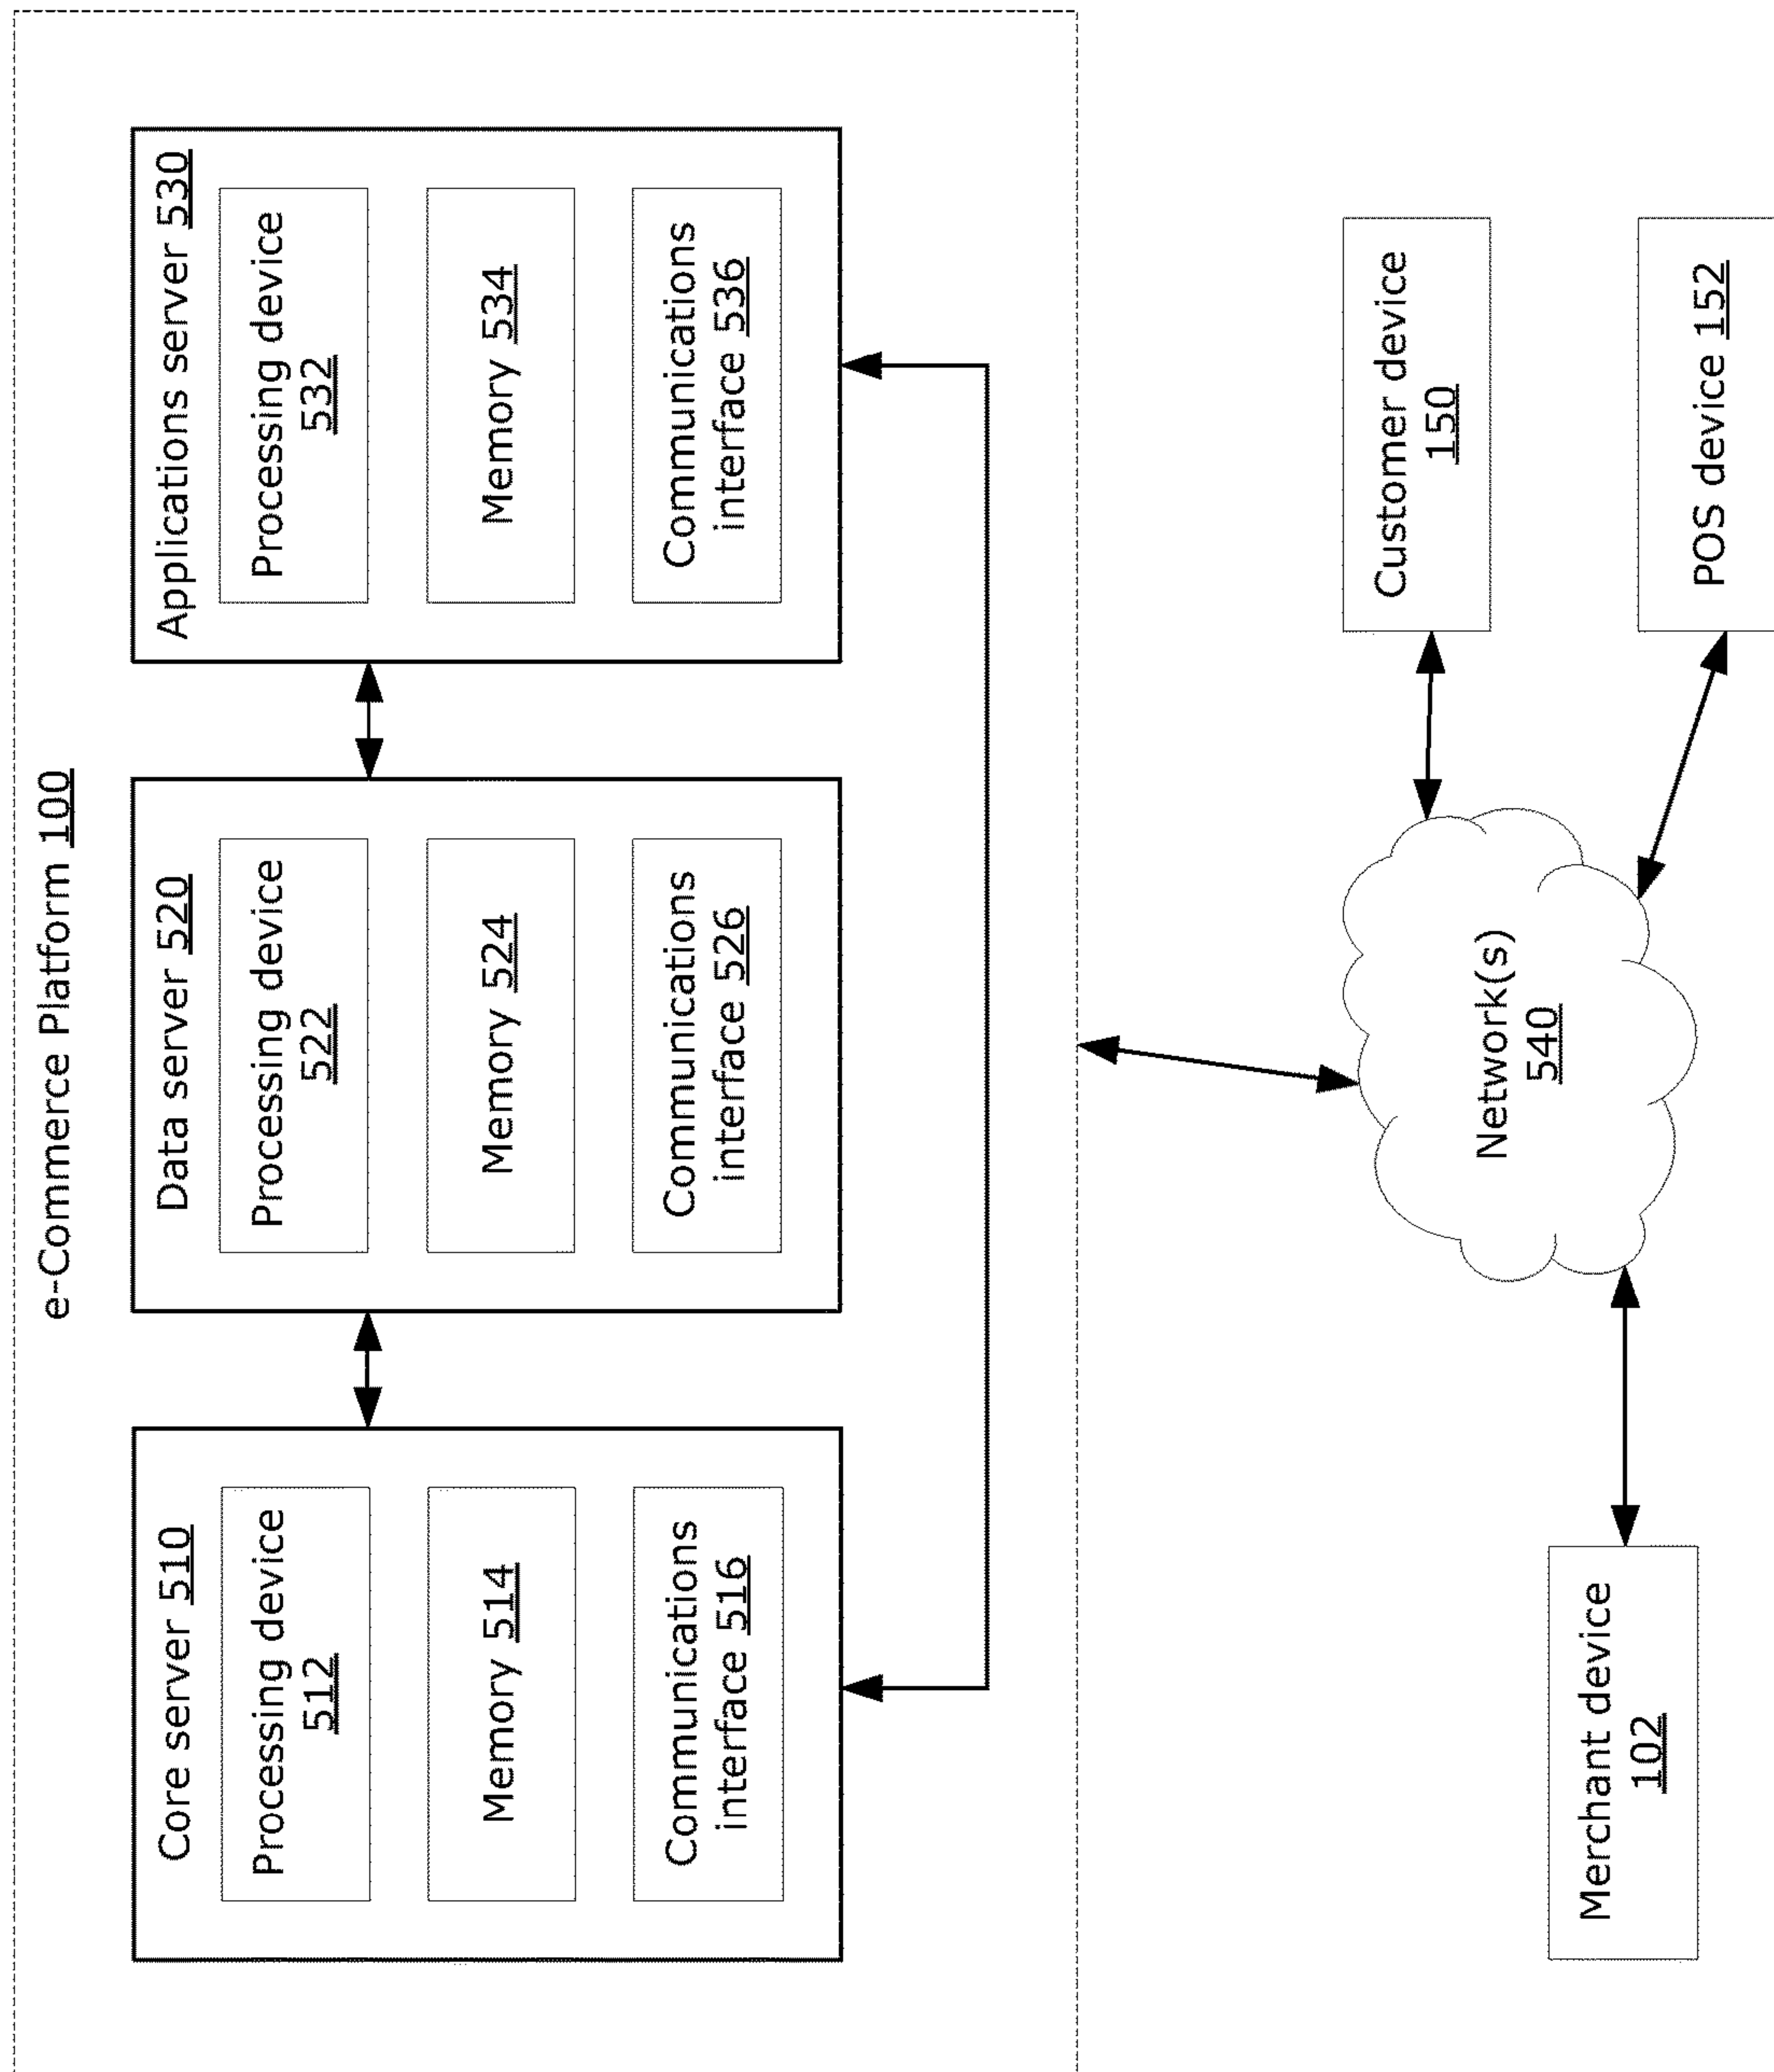 e-Commerce Platform 100
Core server 510
Processing device
512
Memory 514
Communications
interface 516
Data server 520
Processing device
522
Memory 524
Communications
interface 526
Applications server 530
Processing device
532
Memory 534
Communications
interface 536
Merchant device
102
Network(s)
540
Customer device
150
POS device 152